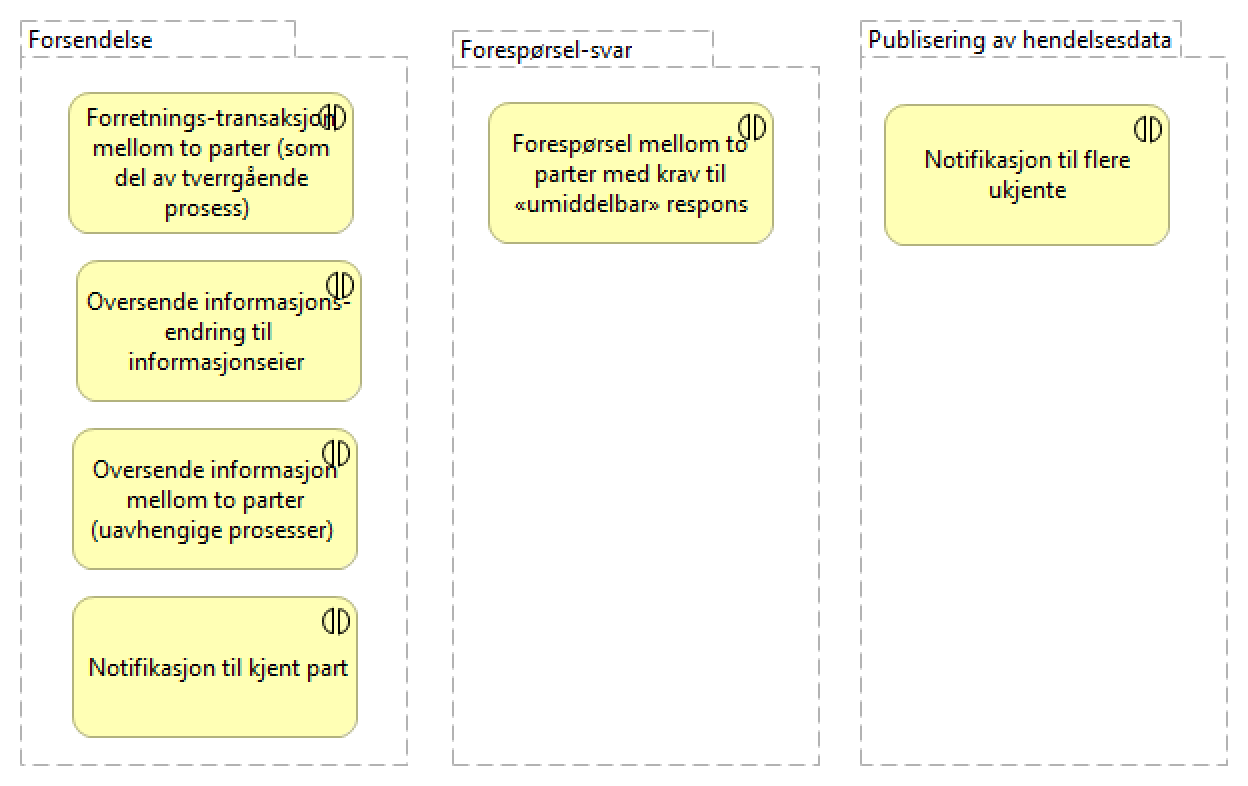 Forsendelse
Forretnings-transaksjon
mellom to parter (som
del av tverrgående
prosess)
Oversende informasjons-
endring til
informasjonseier
Oversende informasjon
mellom to parter
(uavhengige prosesser)
Notifikasjon til kjent part
Forespørsel-svar
Forespørsel mellom to
parter med krav til
«umiddelbar» respons
Publisering av hendelsesdata
Notifikasjon til flere
ukjente